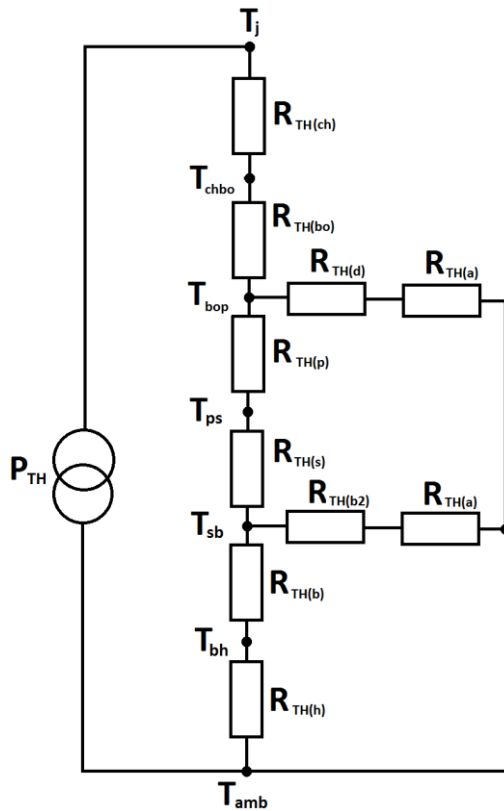 Tj
RTH(ch)
Tchbo
RTH(bo)
RTH(d)
RTH(a)
Tbop
RTH(p)
Tps
PTH
RTH(s)
RTH(b2)
RTH(a)
Tsb
RTH(b)
Tbh
RTH(h)
Tamb